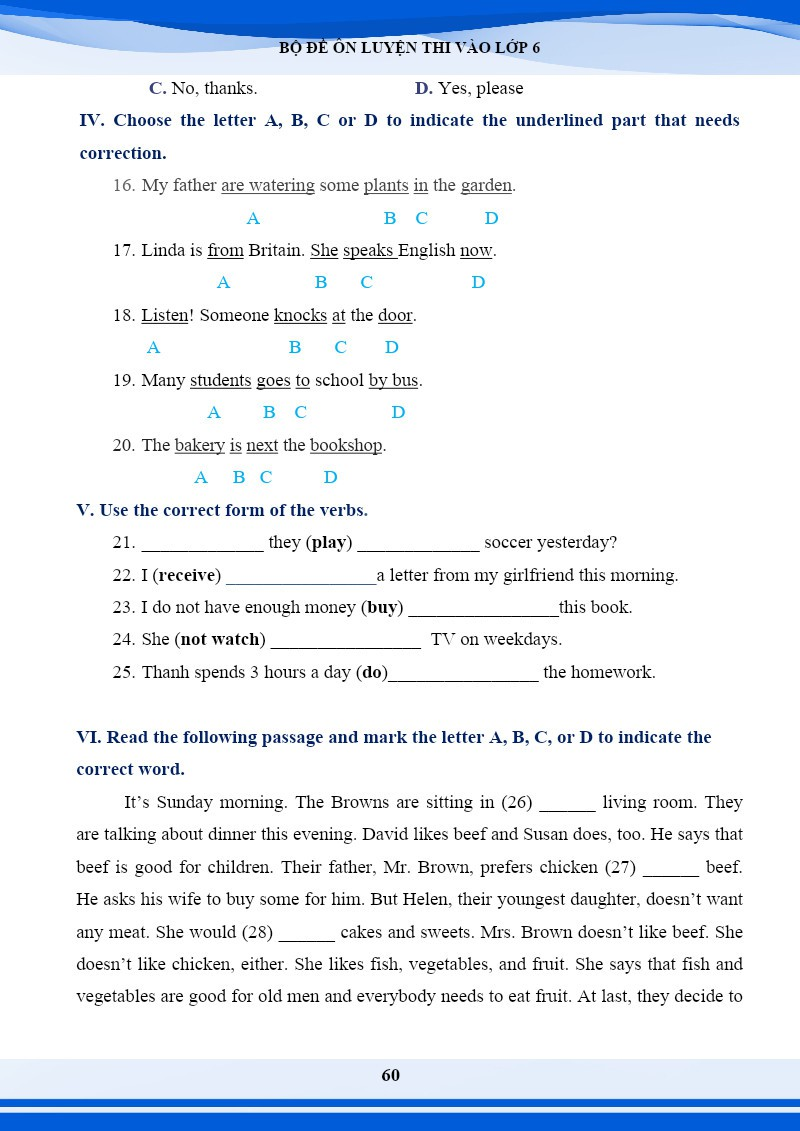 BỘ ĐỀ ÔN LUYỆN THI VÀO LỚP 6
C. No, thanks. D. Yes, please
IV. Choose the letter A, B, C or D to indicate the underlined part that needs
correction.
16. My father are watering some plants in the garden.
A B C D
17. Linda is from Britain. She speaks English now.
A B C D
18. Listen! Someone knocks at the door.
A B C D
19. Many students goes to school by bus.
A B C D
20. The bakery is next the bookshop.
A B C D
V. Use the correct form of the verbs.
21. _____________ they (play) _____________ soccer yesterday?
22. I (receive) ________________a letter from my girlfriend this morning.
23. I do not have enough money (buy) ________________this book.
24. She (not watch) ________________ TV on weekdays.
25. Thanh spends 3 hours a day (do)________________ the homework.
VI. Read the following passage and mark the letter A, B, C, or D to indicate the
correct word.
It’s Sunday morning. The Browns are sitting in (26) ______ living room. They
are talking about dinner this evening. David likes beef and Susan does, too. He says that
beef is good for children. Their father, Mr. Brown, prefers chicken (27) ______ beef.
He asks his wife to buy some for him. But Helen, their youngest daughter, doesn’t want
any meat. She would (28) ______ cakes and sweets. Mrs. Brown doesn’t like beef. She
doesn’t like chicken, either. She likes fish, vegetables, and fruit. She says that fish and
vegetables are good for old men and everybody needs to eat fruit. At last, they decide to
60